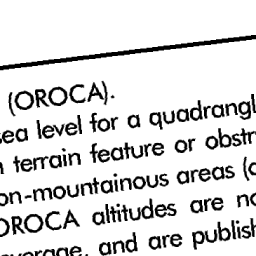 (OROCA).
sea level for a quadrangl
terrain feature or obstr
on-mountainous areas (
OROCA altitudes are no
and are publish